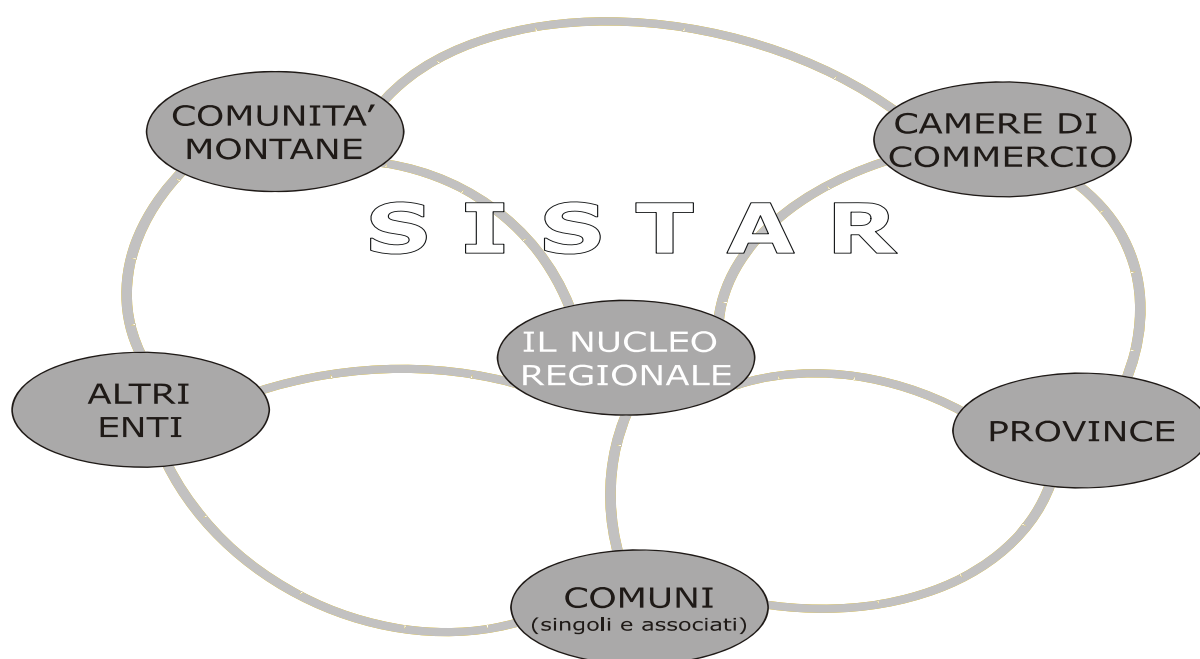 COMUNITA'
MONTANE
CAMERE DI
COMMERCIO
S I S T A R
IL NUCLEO
REGIONALE
ALTRI
ENTI
PROVINCE
COMUNI
(singoli e associati)